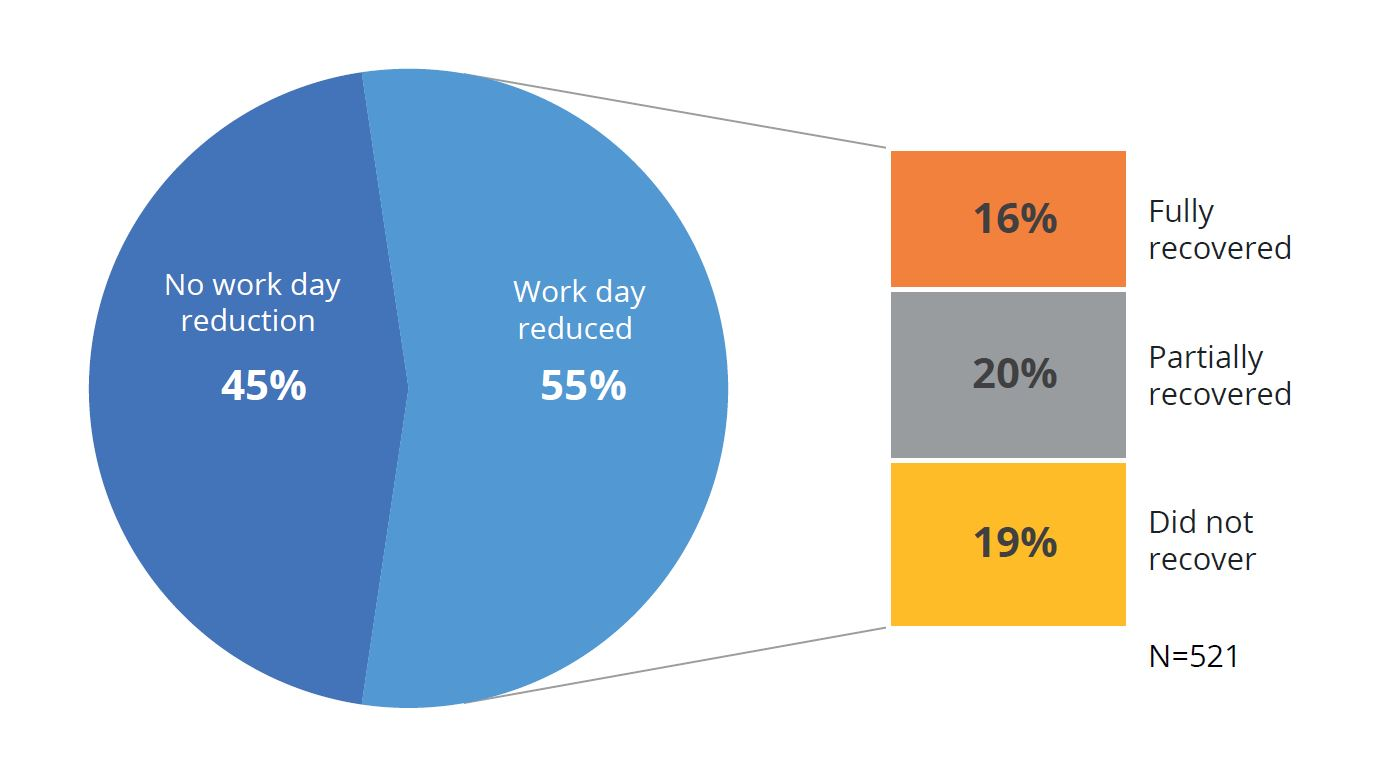 No work day
reduction
45%
Work day
reduced
55%
16%
Fully
recovered
20%
Partially
recovered
19%
Did not
recover
N=521